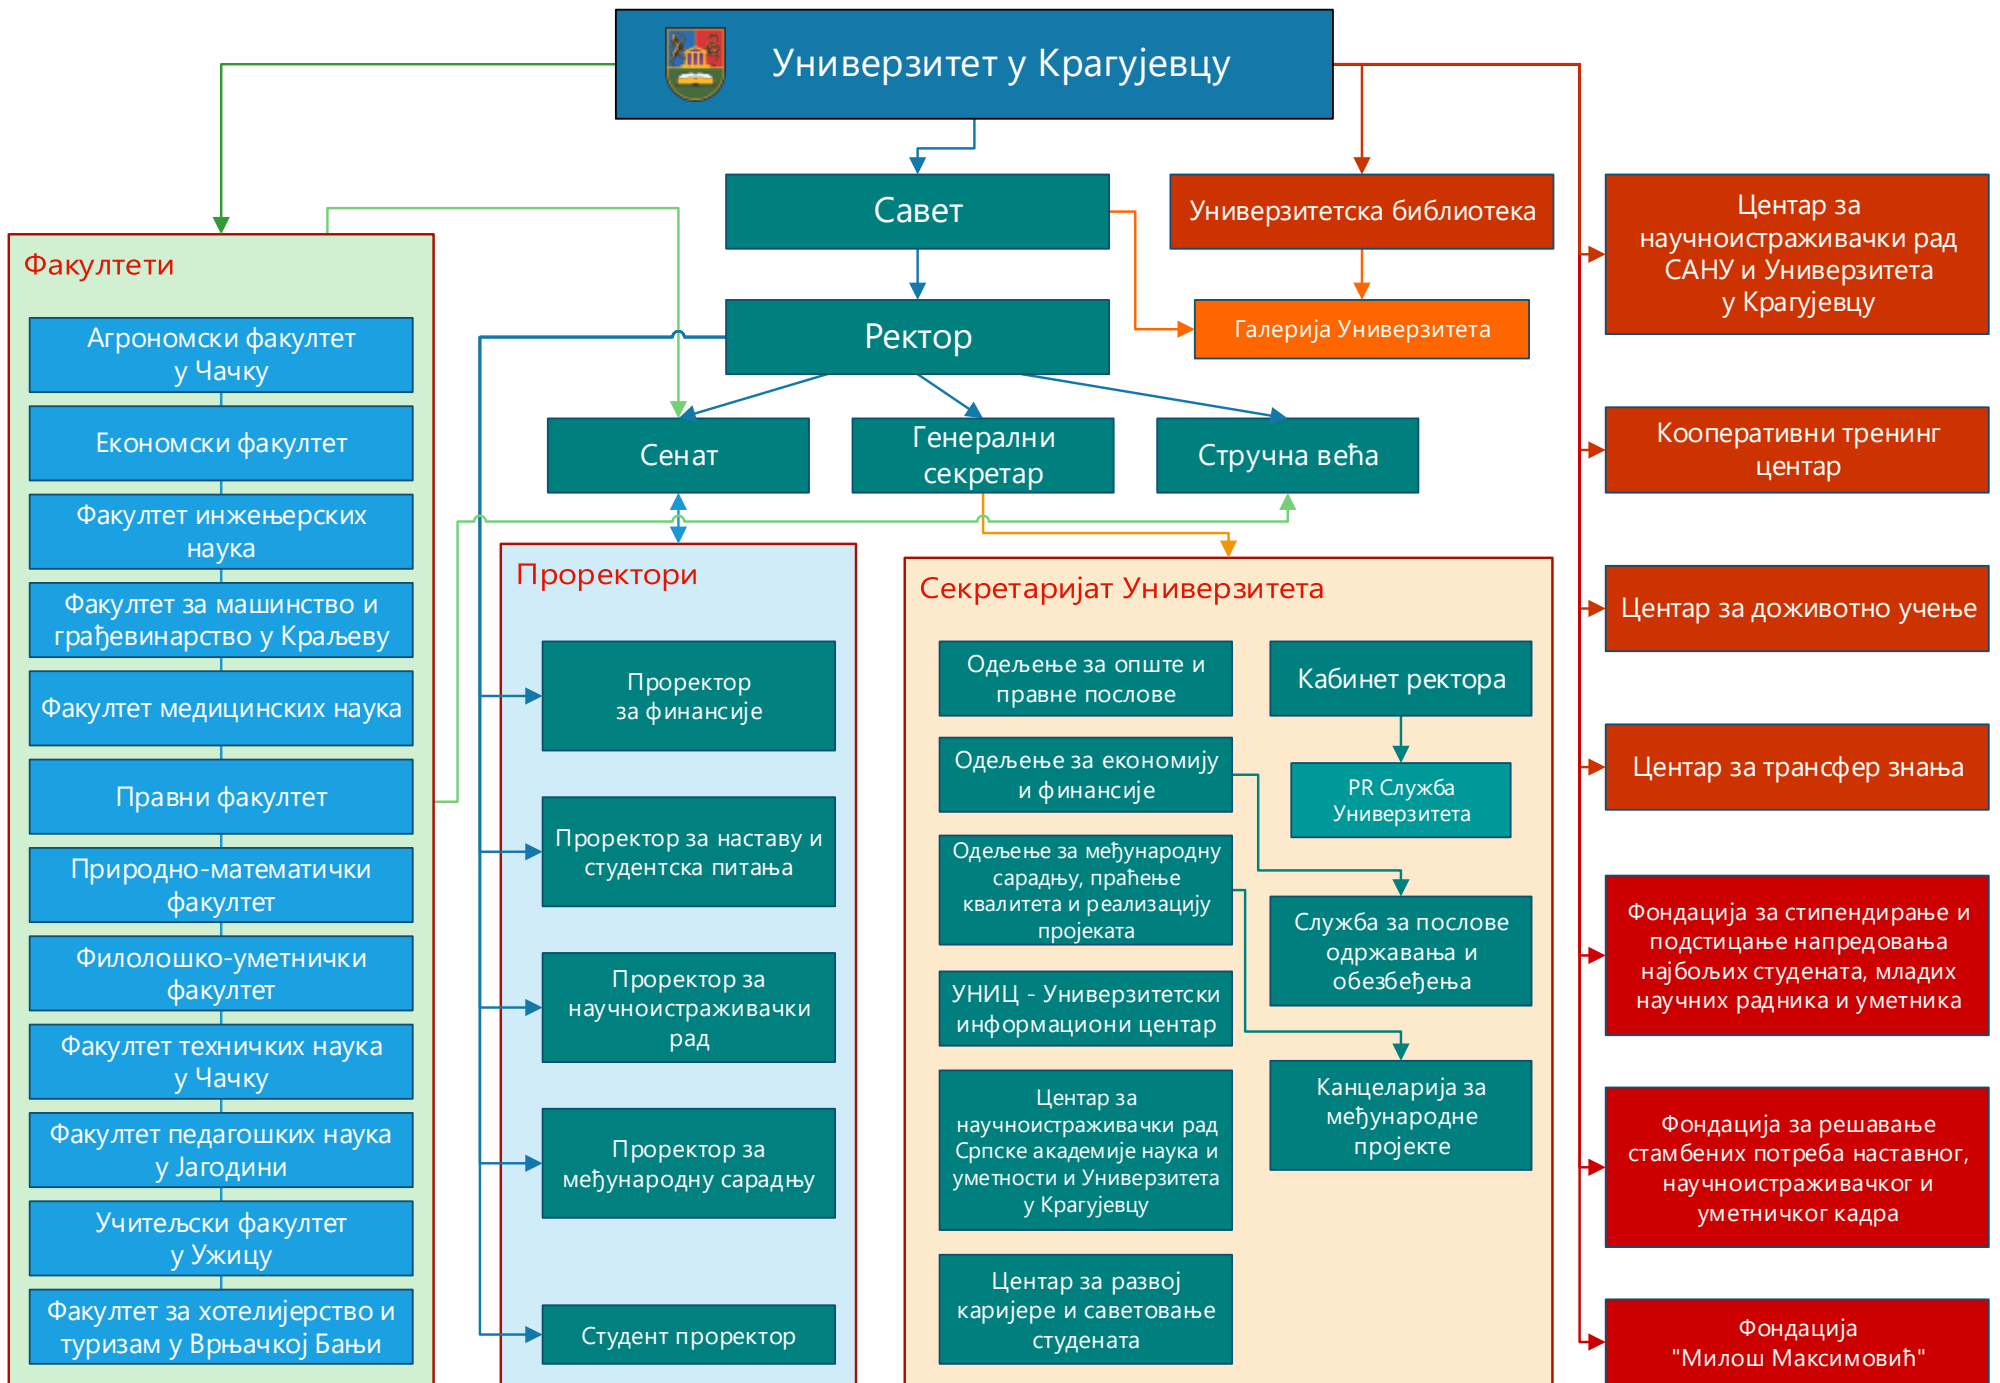 Универзитет у Крагујевцу
Савет
Универзитетска библиотека
Ректор
Галерија Универзитета
Сенат
Генерални
секретар
Стручна већа
Факултети
Агрономски факултет
у Чачку
Економски факултет
Факултет инжењерских
наука
Факултет за машинство и
грађевинарство у Краљеву
Факултет медицинских наука
Правни факултет
Природно-математички
факултет
Филолошко-уметнички
факултет
Факултет техничких наука
у Чачку
Факултет педагошких наука
у Јагодини
Учитељски факултет
у Ужицу
Факултет за хотелијерство и
туризам у Врњачкој Бањи
Проректори
Проректор
за финансије
Проректор за наставу и
студентска питања
Проректор за
научноистраживачки
рад
Проректор за
међународну сарадњу
Студент проректор
Секретаријат Универзитета
Одељење за опште и
правне послове
Одељење за економију
и финансије
Одељење за међународну
сарадњу, праћење
квалитета и реализацију
пројеката
УНИЦ - Универзитетски
информациони центар
Центар за
научноистраживачки рад
Српске академије наука и
уметности и Универзитета
у Крагујевцу
Центар за развој
каријере и саветовање
студената
Кабинет ректора
PR Служба
Универзитета
Служба за послове
одржавања и
обезбеђења
Канцеларија за
међународне
пројекте
Центар за
научноистраживачки рад
САНУ и Универзитета
у Крагујевцу
Кооперативни тренинг
центар
Центар за доживотно учење
Центар за трансфер знања
Фондација за стипендирање и
подстицање напредовања
најбољих студената, младих
научних радника и уметника
Фондација за решавање
стамбених потреба наставног,
научноистраживачког и
уметничког кадра
Фондација
"Милош Максимовић"